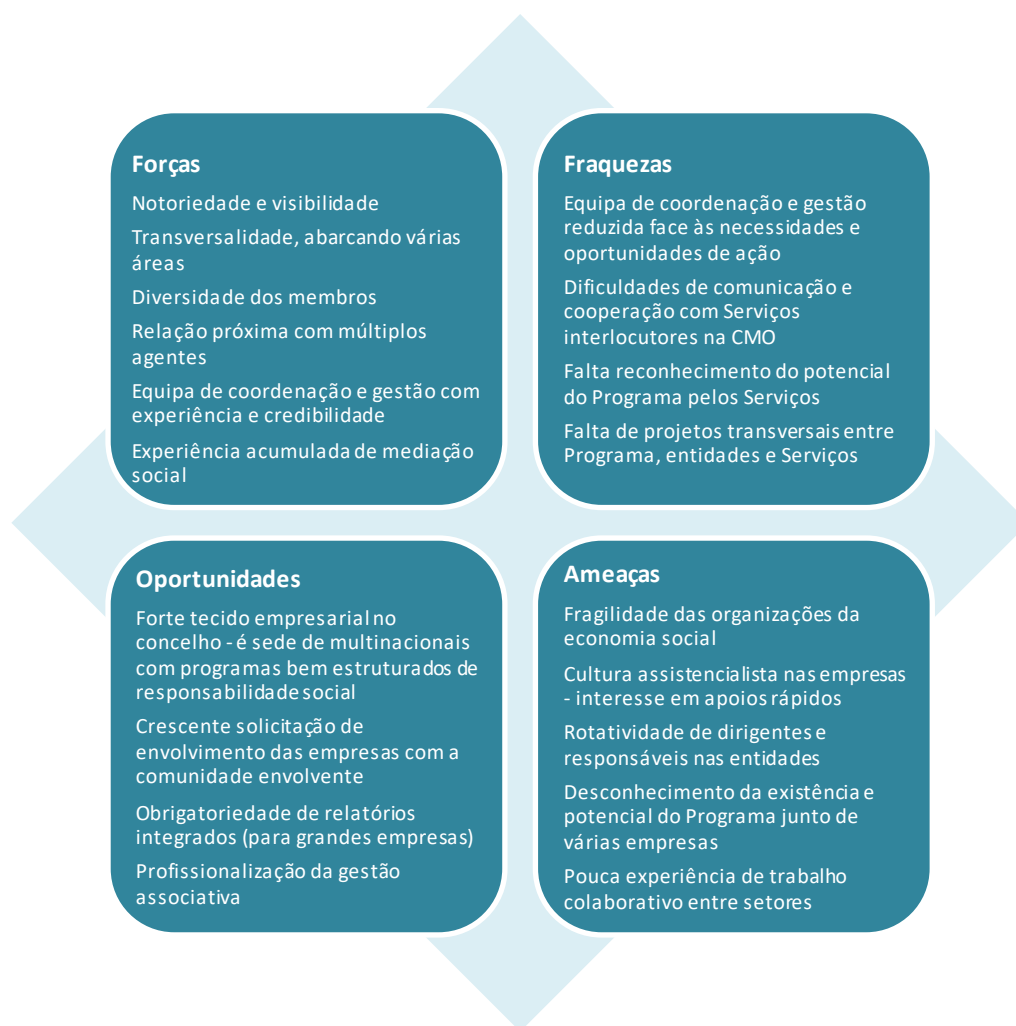 Forças
Notoriedade e visibilidade
Transversalidade, abarcando várias
áreas
Diversidade dos membros
Relação próxima com múltiplos
agentes
Equipa de coordenação e gestão com
experiência e credibilidade
Experiência acumulada de mediação
social
Fraquezas
Equipa de coordenação e gestão
reduzida face às necessidades e
oportunidades de ação
Dificuldades de comunicação e
cooperação com Serviços
interlocutores na CMO
Falta reconhecimento do potencial
do Programa pelos Serviços
Falta de projetos transversais entre
Programa, entidades e Serviços
Oportunidades
Forte tecido empresarial no
concelho - é sede de multinacionais
com programas bem estruturados de
responsabilidade social
Crescente solicitação de
envolvimento das empresas com a
comunidade envolvente
Obrigatoriedade de relatórios
integrados (para grandes empresas)
Profissionalização da gestão
associativa
Ameaças
Fragilidade das organizações da
economia social
Cultura assistencialista nas empresas
- interesse em apoios rápidos
Rotatividade de dirigentes e
responsáveis nas entidades
Desconhecimento da existência e
potencial do Programa junto de
várias empresas
Pouca experiência de trabalho
colaborativo entre setores